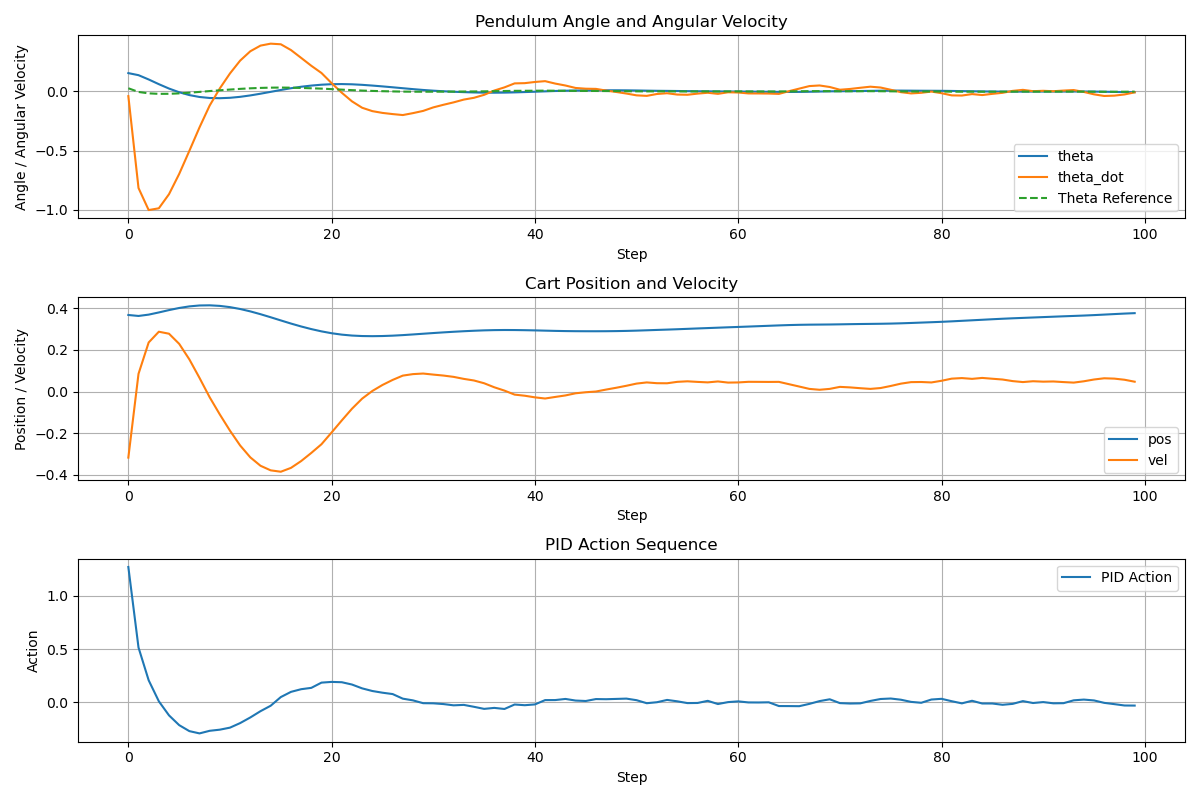 Pendulum Angle and Angular Velocity
Angle / Angular Velocity
0.0
−0.5
−1.0
theta
theta_dot
Theta Reference
0 20 40 60 80 100
Step
Cart Position and Velocity
Position / Velocity
0.4
0.2
0.0
−0.2
−0.4
pos
vel
0 20 40 60 80 100
Step
PID Action Sequence
Action
1.0
0.5
0.0
PID Action
0 20 40 60 80 100
Step